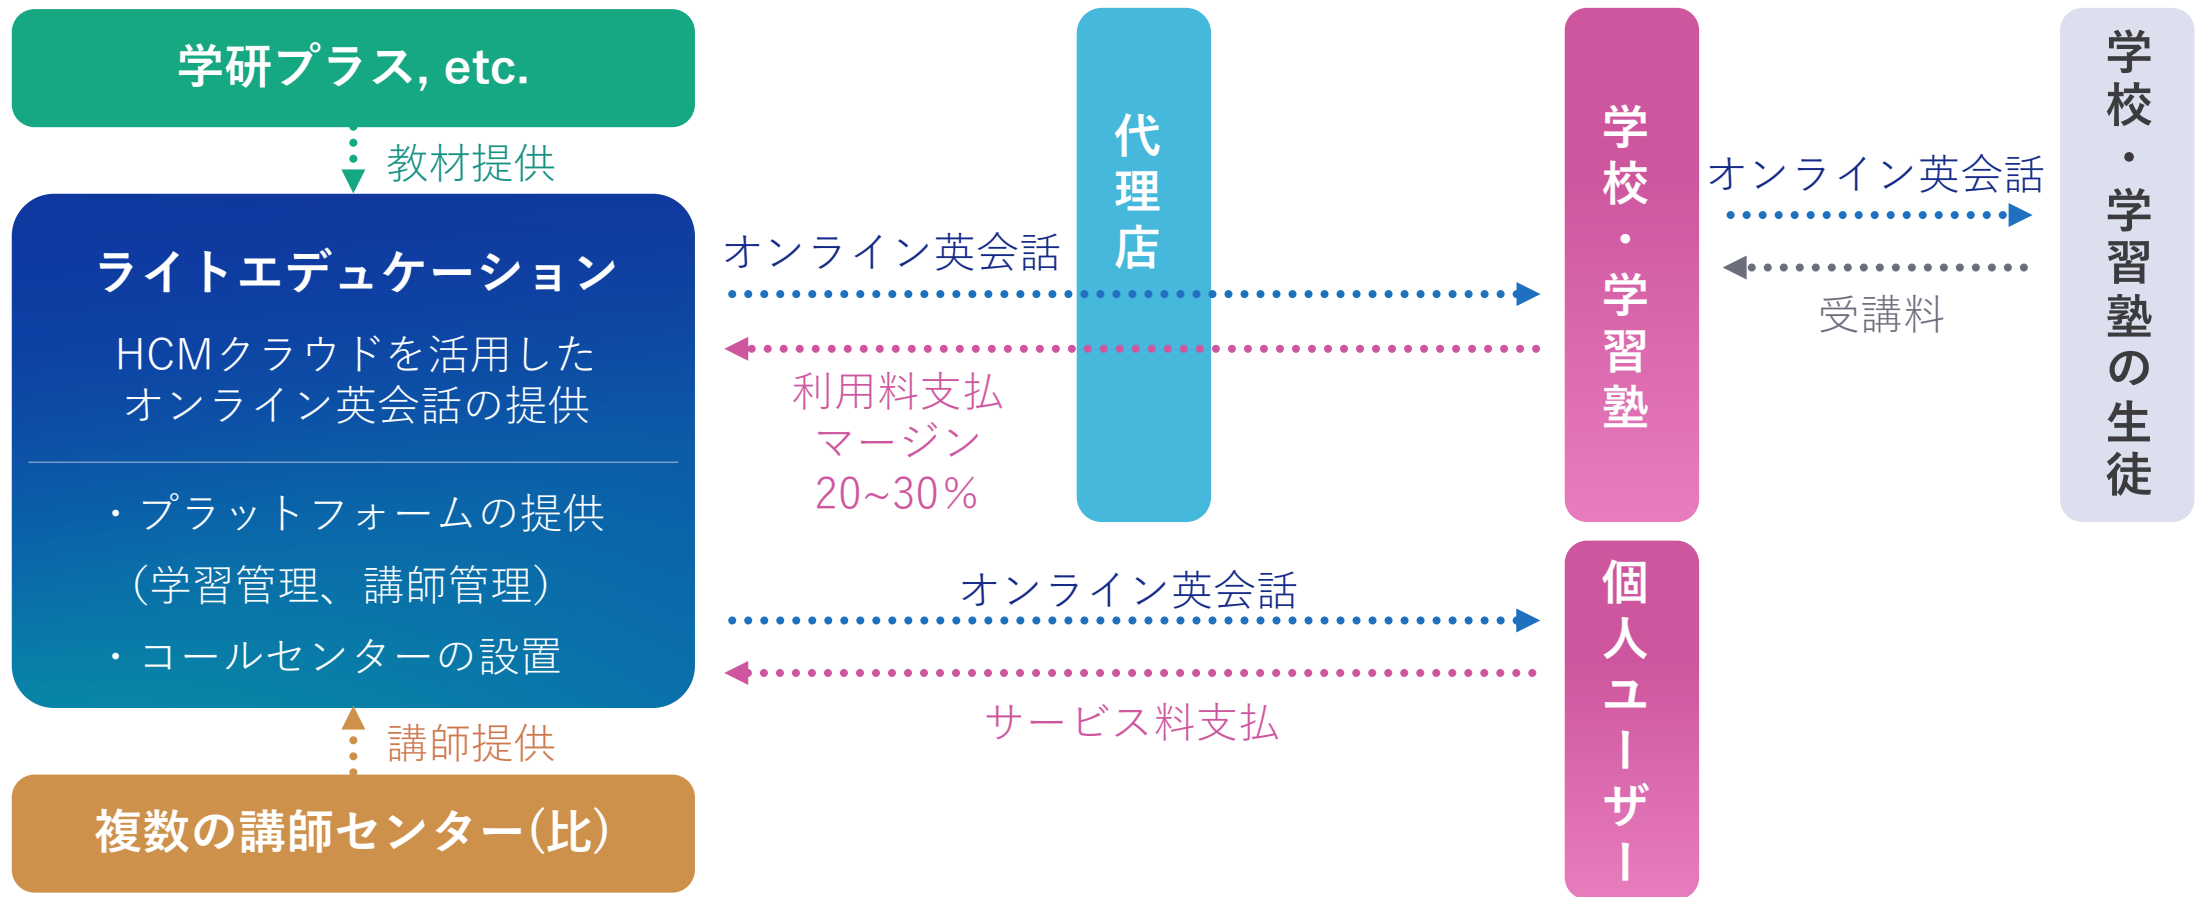 学研プラス, etc.
教材提供
ライトエデュケーション
HCMクラウドを活用した
オンライン英会話の提供
・プラットフォームの提供
（学習管理、講師管理）
・コールセンターの設置
講師提供
複数の講師センター(比)
オンライン英会話
利用料支払
マージン
20~30%
代理店
オンライン英会話
サービス料支払
学校・学習塾
個人ユーザー
オンライン英会話
受講料
学校・学習塾の生徒